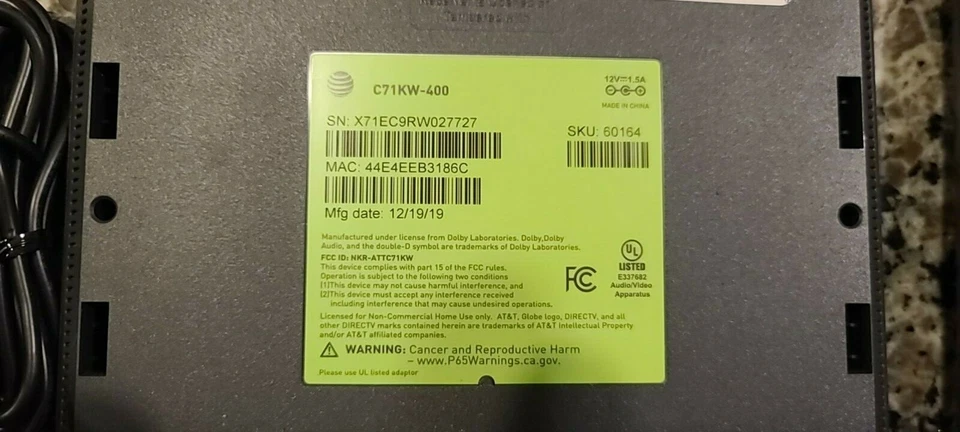 C71KW-400
12V⎓1.5A
MADE IN CHINA
SN: X71EC9RW027727
SKU: 60164
MAC: 44E4EEB3186C
Mfg date: 12/19/19
Manufactured under license from Dolby Laboratories. Dolby,Dolby
Audio, and the double-D symbol are trademarks of Dolby Laboratories.
FCC ID: NKR-ATTC71KW
This device complies with part 15 of the FCC rules.
Operation is subject to the following two conditions
[1]This device may not cause harmful interference, and
[2]This device must accept any interference received
including interference that may cause undesired operations.
FC
UL
LISTED
E337682
Audio/Video
Apparatus
Licensed for Non-Commercial Home Use only. AT&T, Globe logo, DIRECTV, and all
other DIRECTV marks contained herein are trademarks of AT&T Intellectual Property
and/or AT&T affiliated companies.
WARNING: Cancer and Reproductive Harm
– www.P65Warnings.ca.gov.
Please use UL listed adaptor